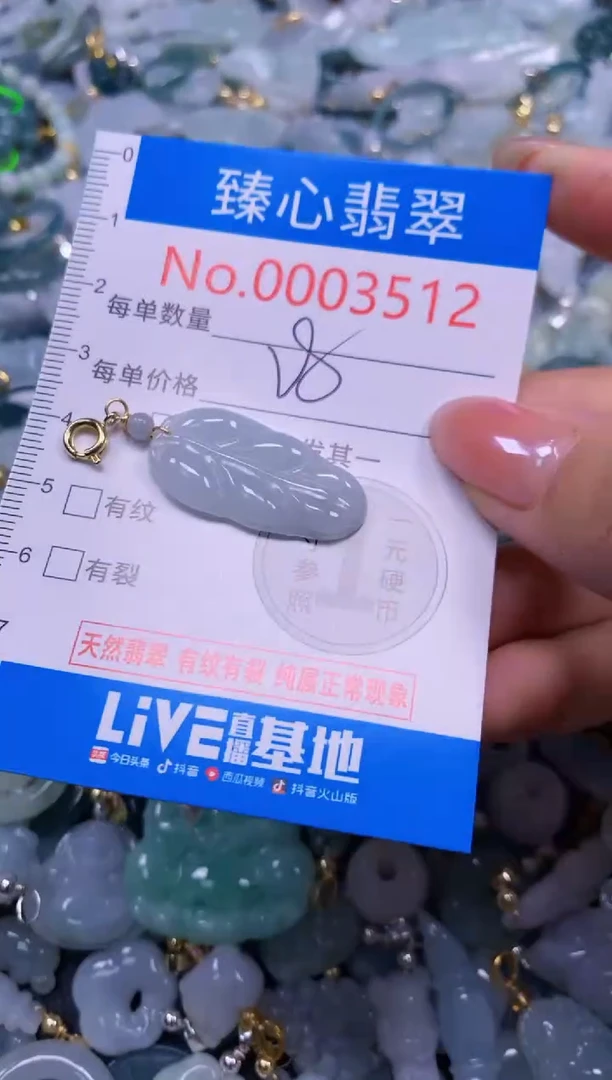 0
1
2
3
4
5
6
7
臻心翡翠
No.0003512
每单数量
每单价格
发其一
有纹
有裂
一元硬币
参照
天然翡翠 有纹有裂 纯属正常现象
LiVE直播基地
今日头条 抖音 西瓜视频 抖音火山版